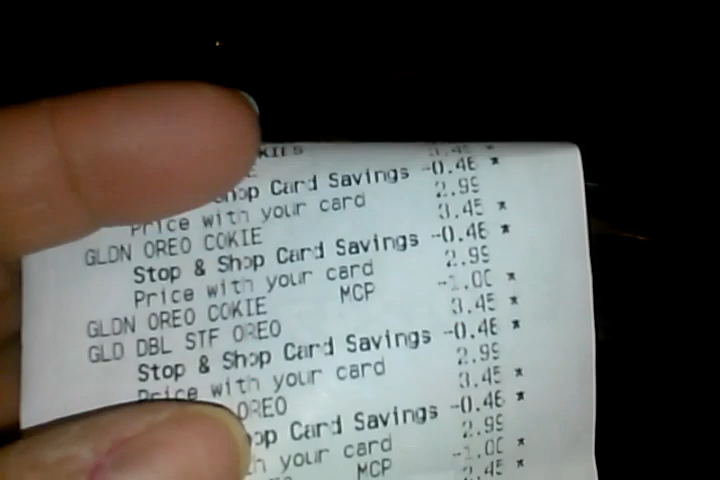 Shop Card Savings -0.46 *
Price with your card 2.99
GLDN OREO COKIE 3.45 *
Stop & Shop Card Savings -0.46 *
Price with your card 2.99
GLDN OREO COKIE MCP -1.00 *
GLD DBL STF OREO 3.45 *
Stop & Shop Card Savings -0.46 *
Price with your card 2.99
OREO 3.45 *
Card Savings -0.46 *
your card 2.99
MCP -1.00 *
3.45 *